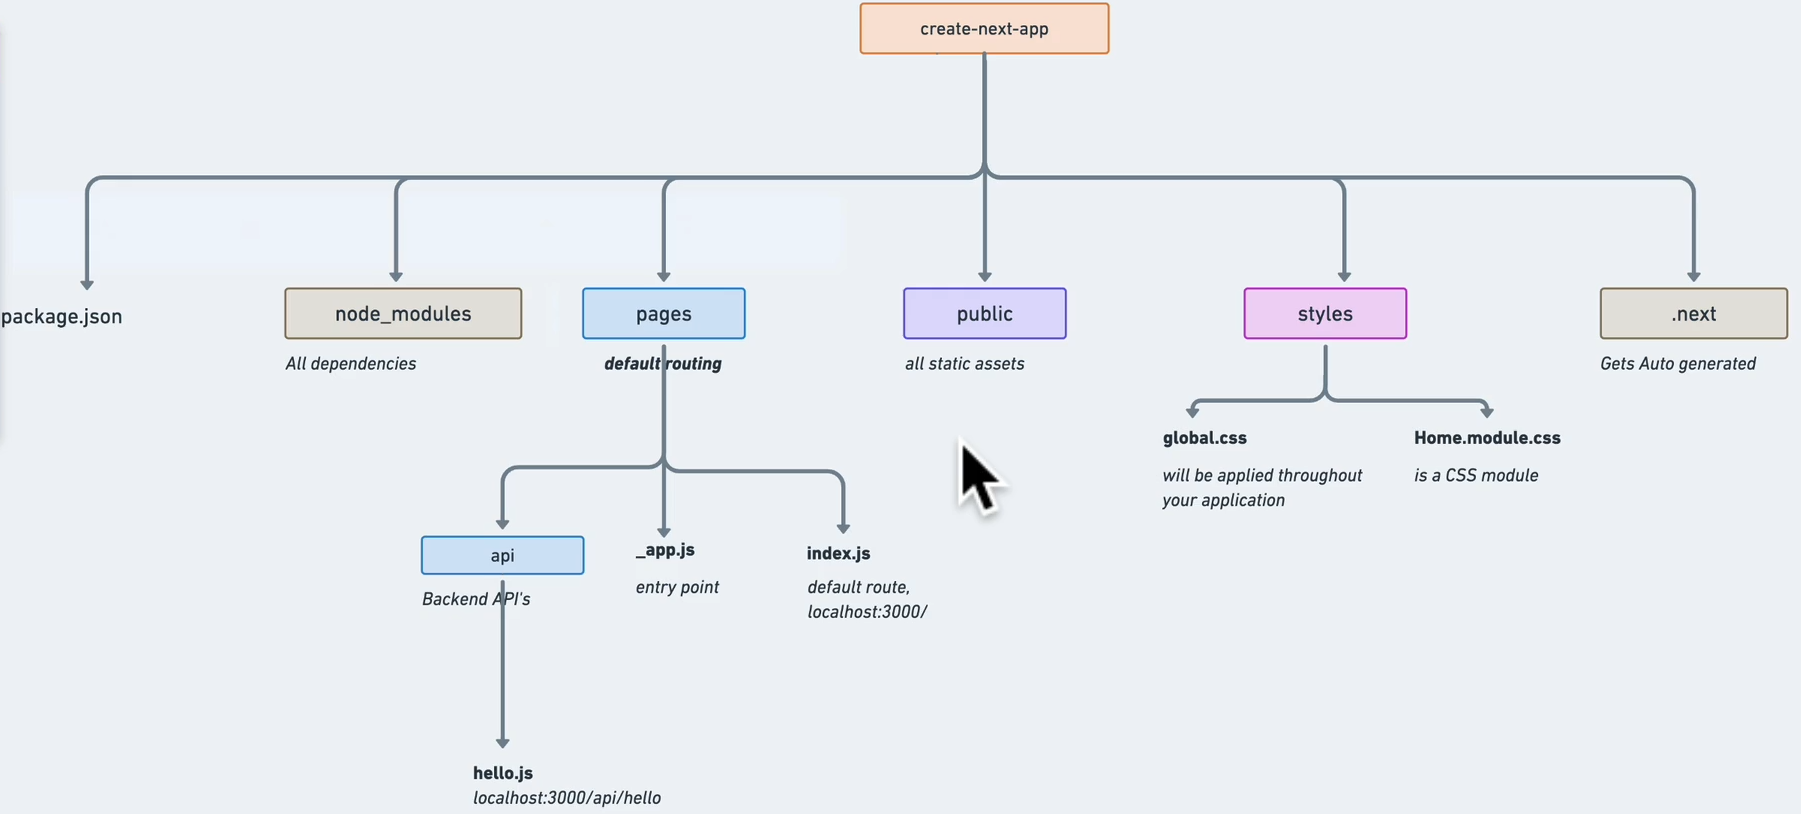 create-next-app
package.json
node_modules
All dependencies
pages
default routing
public
all static assets
styles
.next
Gets Auto generated
global.css
will be applied throughout
your application
Home.module.css
is a CSS module
api
Backend API's
_app.js
entry point
index.js
default route,
localhost:3000/
hello.js
localhost:3000/api/hello